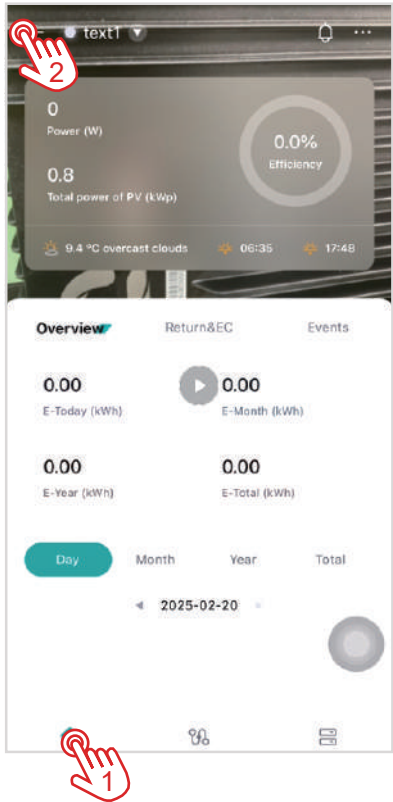 text1
2
0
Power (W)
0.0%
Efficiency
0.8
Total power of PV (kWp)
9.4 °C overcast clouds 06:35 17:48
Overview Return&EC Events
0.00 0.00
E-Today (kWh) E-Month (kWh)
0.00 0.00
E-Year (kWh) E-Total (kWh)
Day Month Year Total
2025-02-20
1